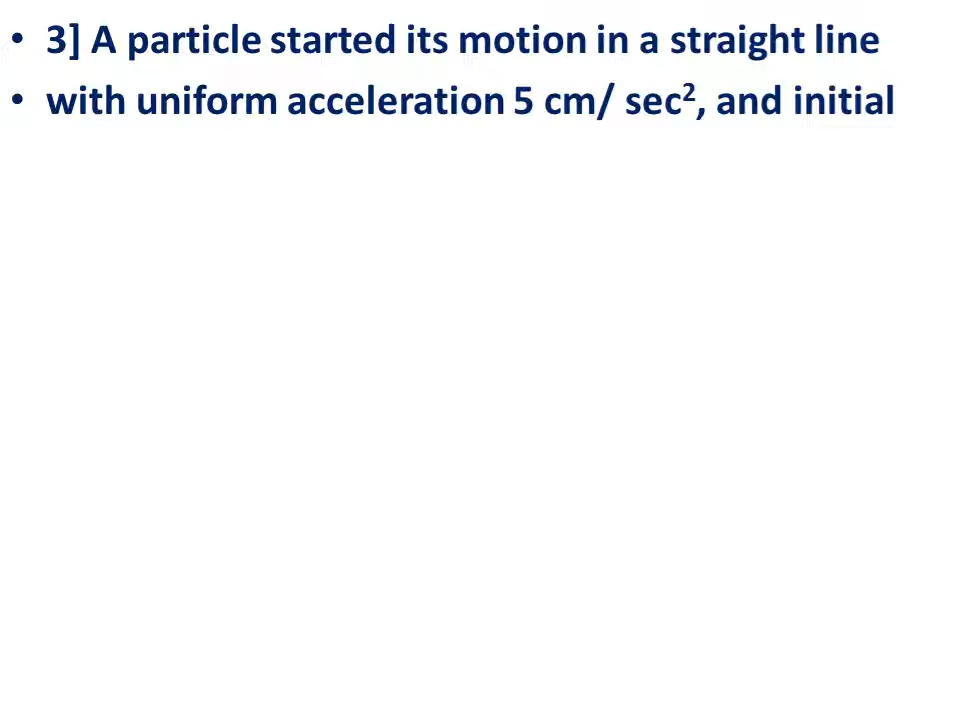 • 3] A particle started its motion in a straight line
• with uniform acceleration 5 cm/ sec², and initial